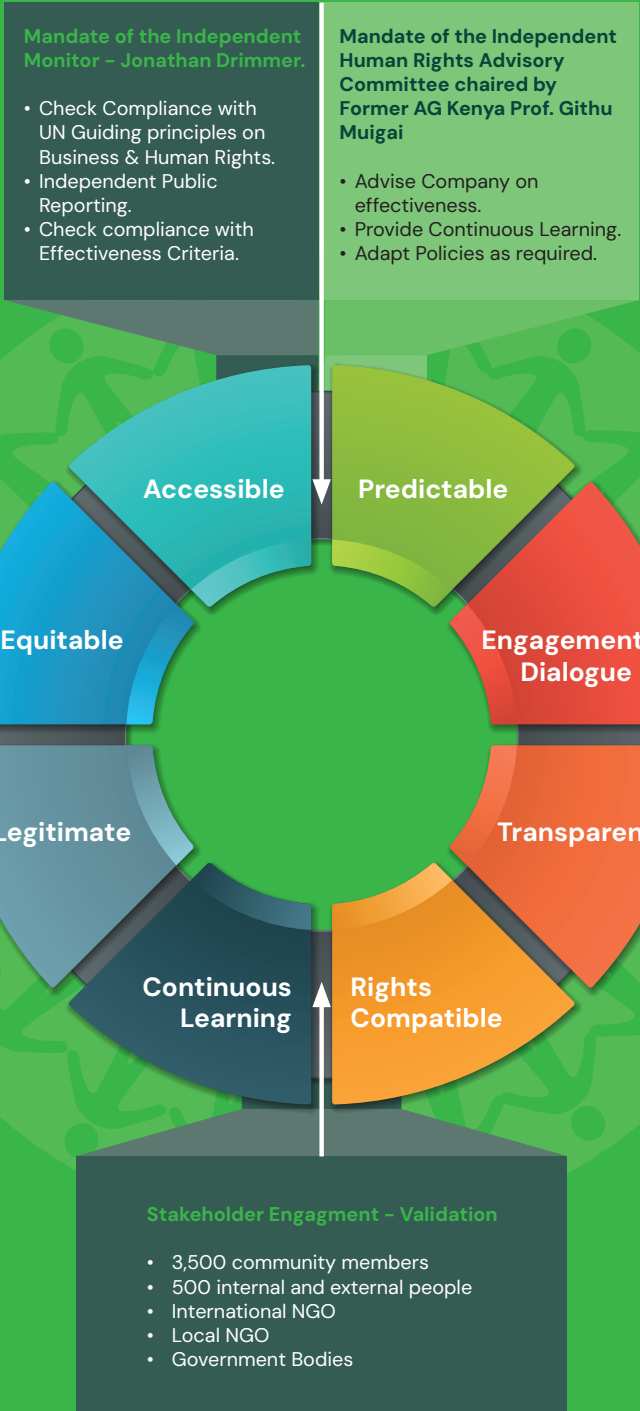 Mandate of the Independent
Monitor - Jonathan Drimmer.
• Check Compliance with
UN Guiding principles on
Business & Human Rights.
• Independent Public
Reporting.
• Check compliance with
Effectiveness Criteria.
Mandate of the Independent
Human Rights Advisory
Committee chaired by
Former AG Kenya Prof. Githu
Muigai
• Advise Company on
effectiveness.
• Provide Continuous Learning.
• Adapt Policies as required.
Accessible
Predictable
Equitable
Engagement
Dialogue
Legitimate
Transparen
Continuous
Learning
Rights
Compatible
Stakeholder Engagment - Validation
• 3,500 community members
• 500 internal and external people
• International NGO
• Local NGO
• Government Bodies